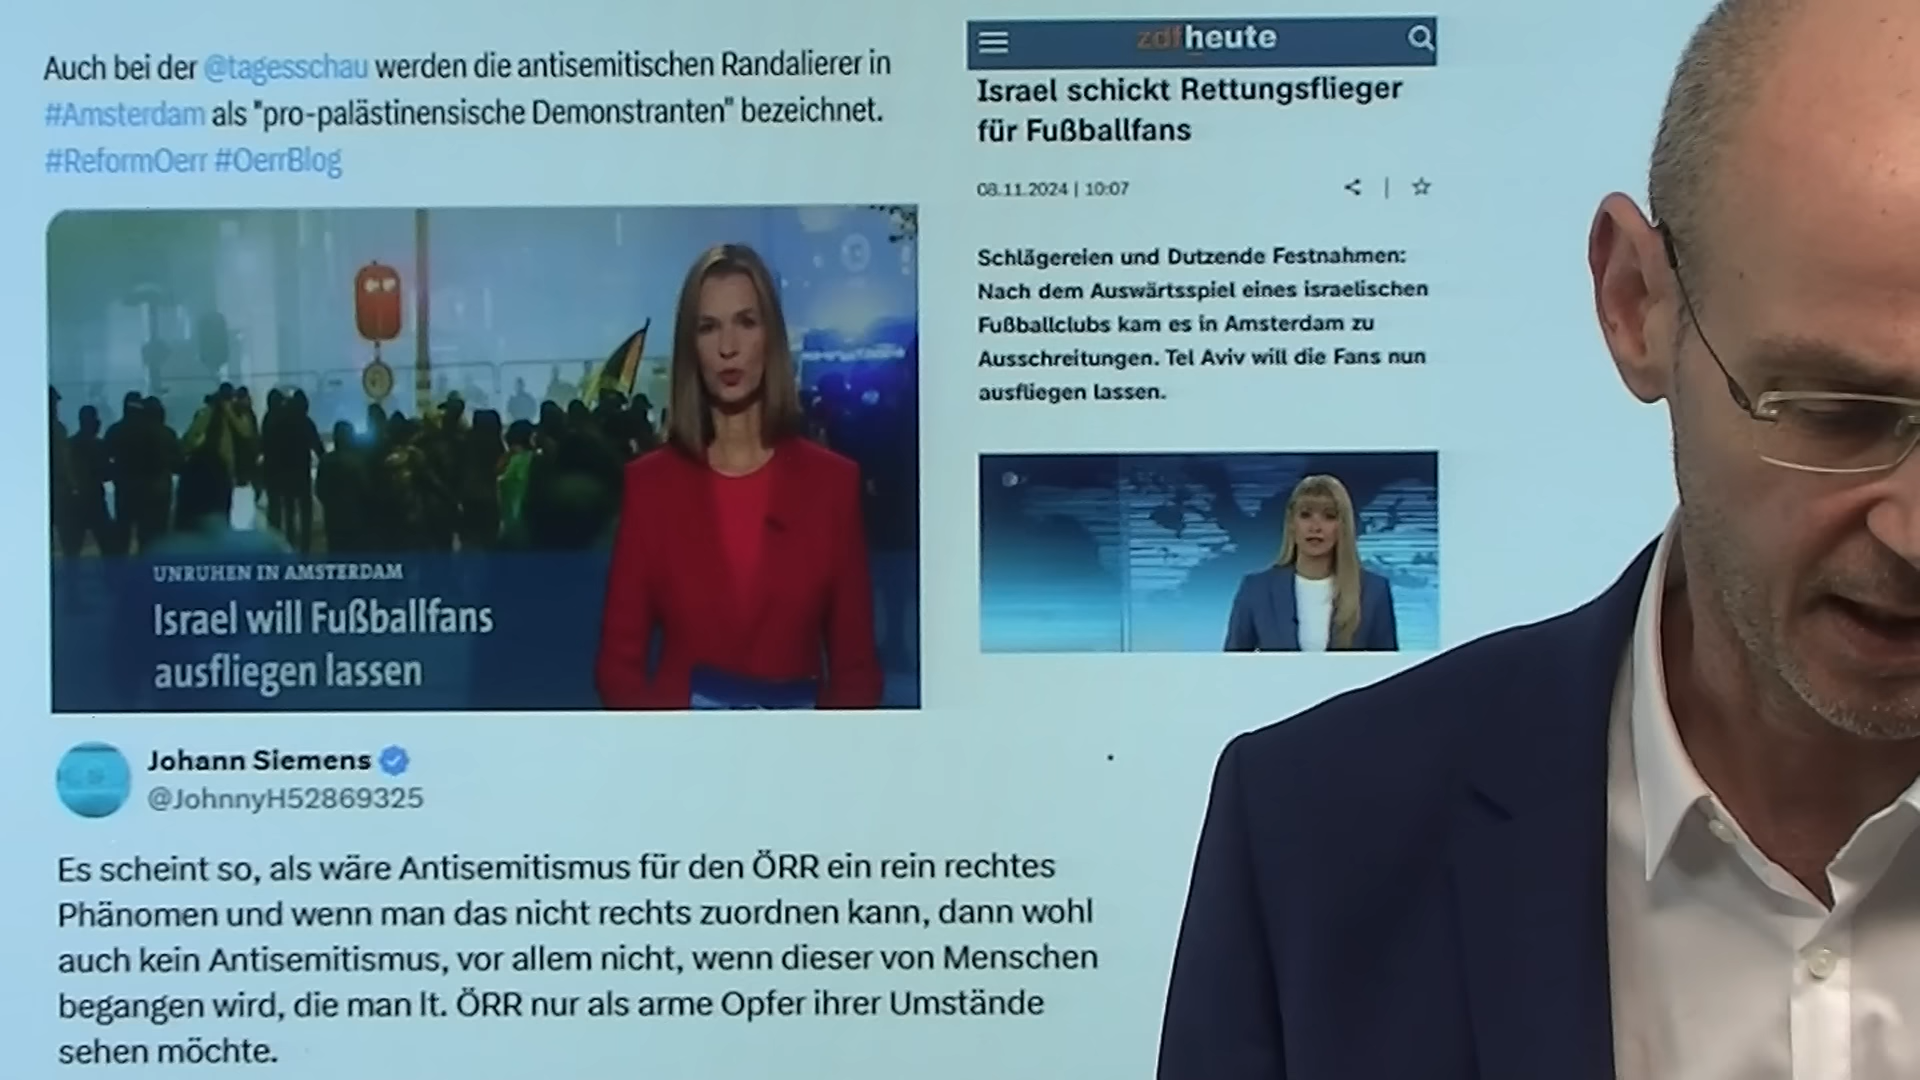 Auch bei der @tagesschau werden die antisemitischen Randalierer in
#Amsterdam als "pro-palästinensische Demonstranten" bezeichnet.
#ReformOerr #OerrBlog
UNRUHEN IN AMSTERDAM
Israel will Fußballfans
ausfliegen lassen
Johann Siemens
@JohnnyH52869325
Es scheint so, als wäre Antisemitismus für den ÖRR ein rein rechtes
Phänomen und wenn man das nicht rechts zuordnen kann, dann wohl
auch kein Antisemitismus, vor allem nicht, wenn dieser von Menschen
begangen wird, die man lt. ÖRR nur als arme Opfer ihrer Umstände
sehen möchte.
zdfheute
Israel schickt Rettungsflieger
für Fußballfans
08.11.2024 | 10:07
Schlägereien und Dutzende Festnahmen:
Nach dem Auswärtsspiel eines israelischen
Fußballclubs kam es in Amsterdam zu
Ausschreitungen. Tel Aviv will die Fans nun
ausfliegen lassen.